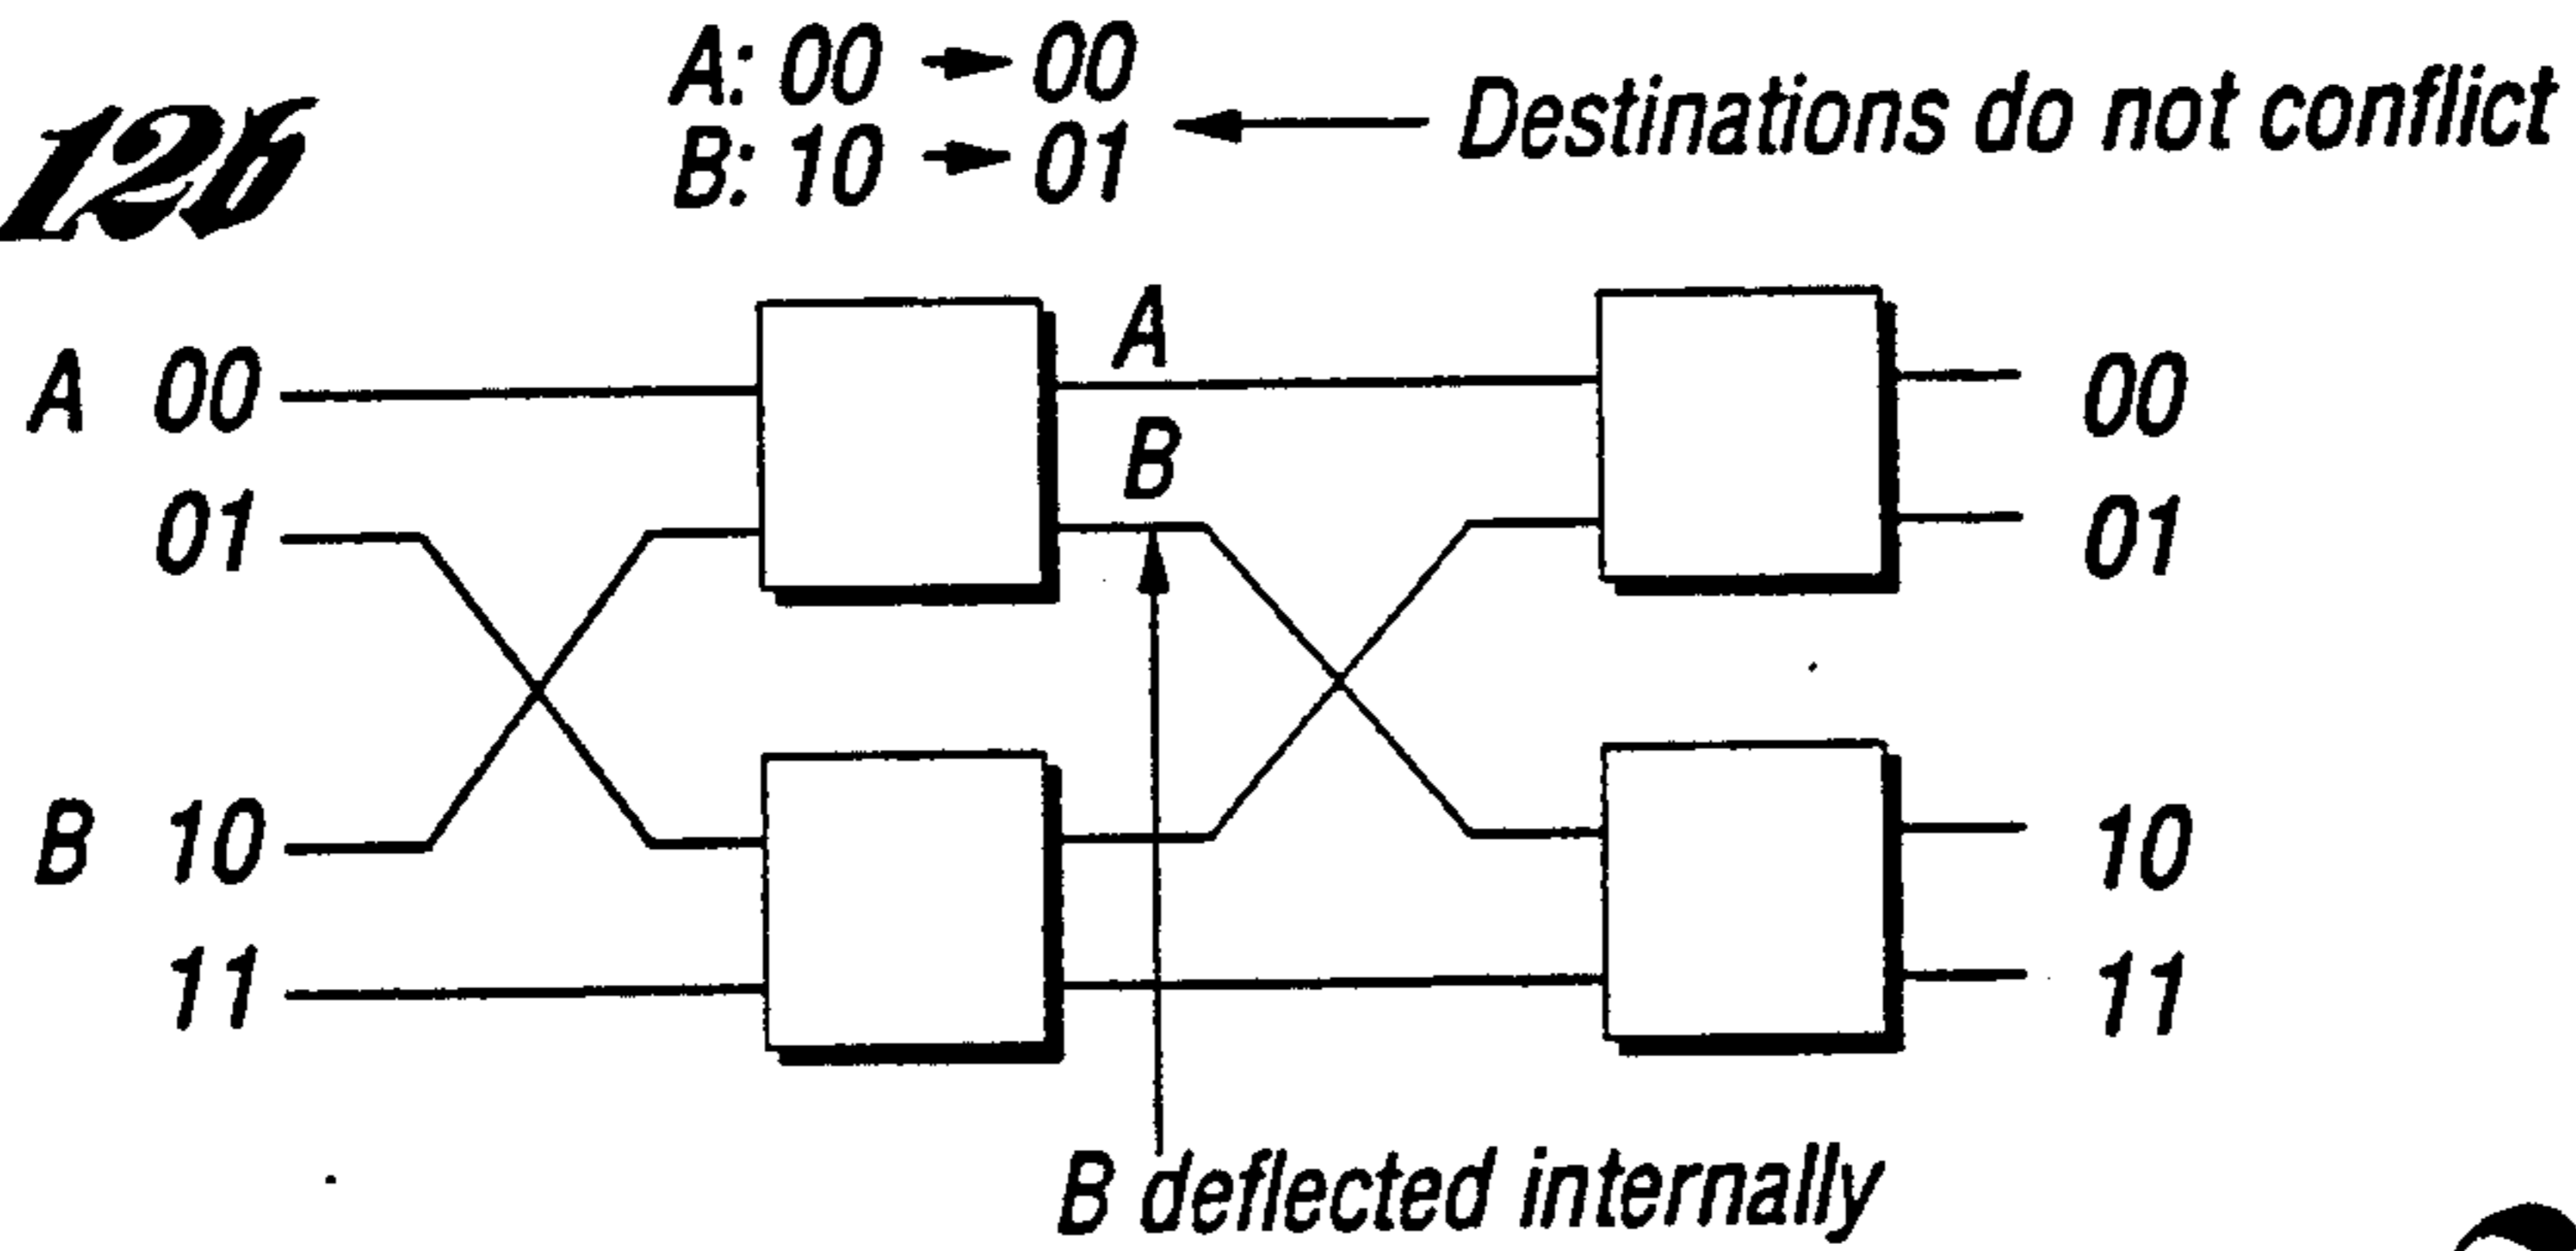 12b
A: 00 → 00
B: 10 → 01
← Destinations do not conflict
A 00
01
B 10
11
A
B
00
01
10
11
B deflected internally